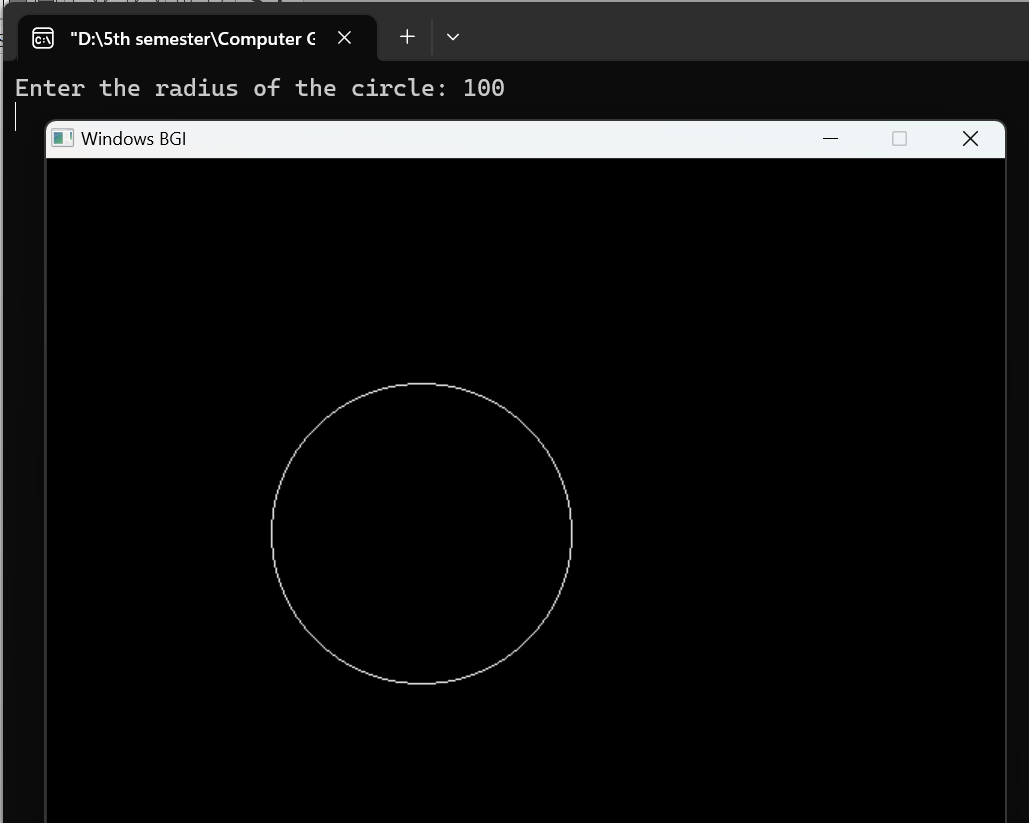 "D:\5th semester\Computer G
Enter the radius of the circle: 100
Windows BGI